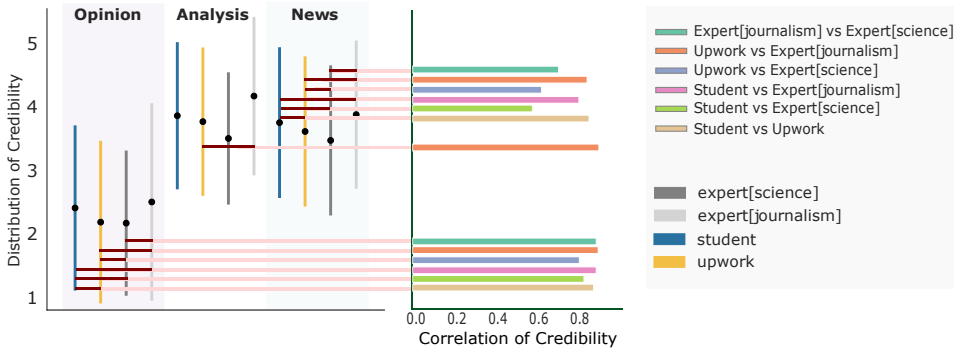 Opinion
Analysis
News
Distribution of Credibility
5
4
3
2
1
0.0
0.2
0.4
0.6
0.8
Correlation of Credibility
Expert[journalism] vs Expert[science]
Upwork vs Expert[journalism]
Upwork vs Expert[science]
Student vs Expert[journalism]
Student vs Expert[science]
Student vs Upwork
expert[science]
expert[journalism]
student
upwork